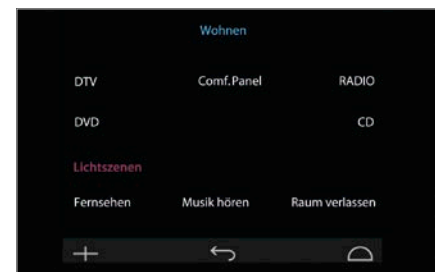 Wohnen
DTV Comf.Panel RADIO
DVD CD
Lichtszenen
Fernsehen Musik hören Raum verlassen